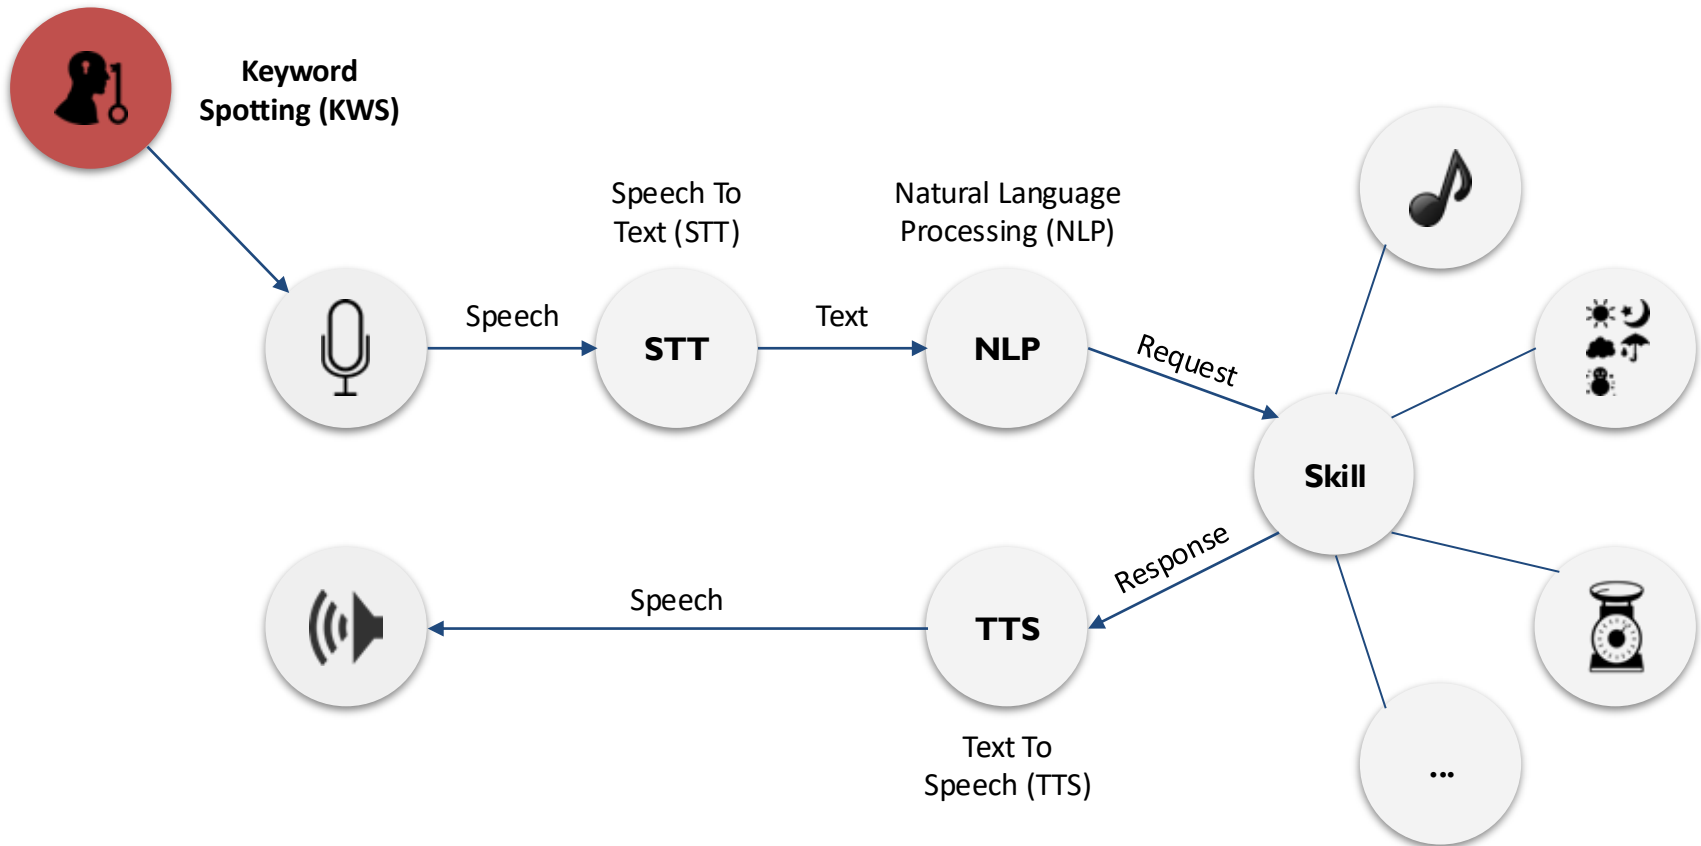 Keyword
Spotting (KWS)
Speech To
Text (STT)
Natural Language
Processing (NLP)
Speech
STT
Text
NLP
Request
Skill
Response
Speech
TTS
Text To
Speech (TTS)
...